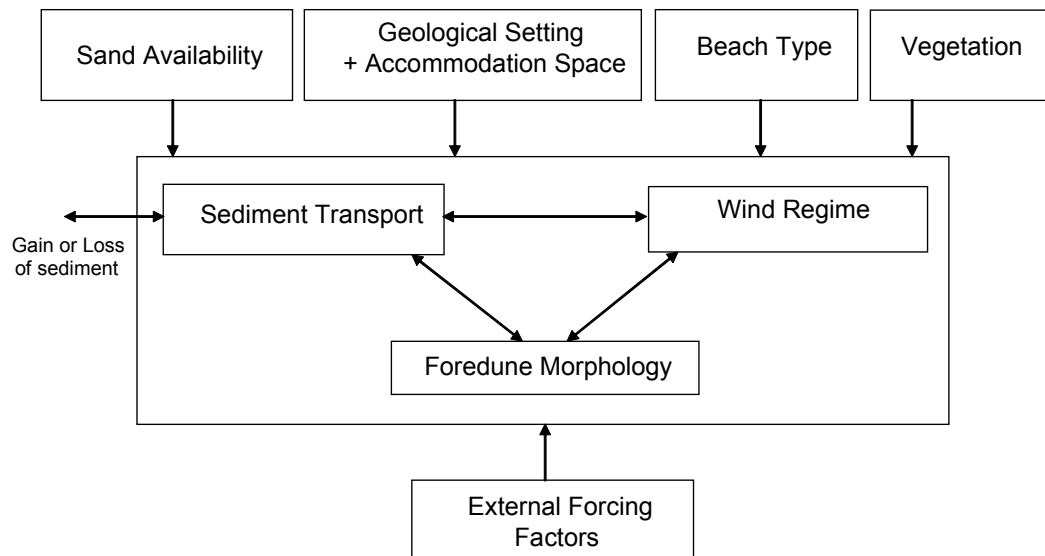 Sand Availability
Geological Setting
+ Accommodation Space
Beach Type
Vegetation
Sediment Transport
Wind Regime
Gain or Loss
of sediment
Foredune Morphology
External Forcing
Factors